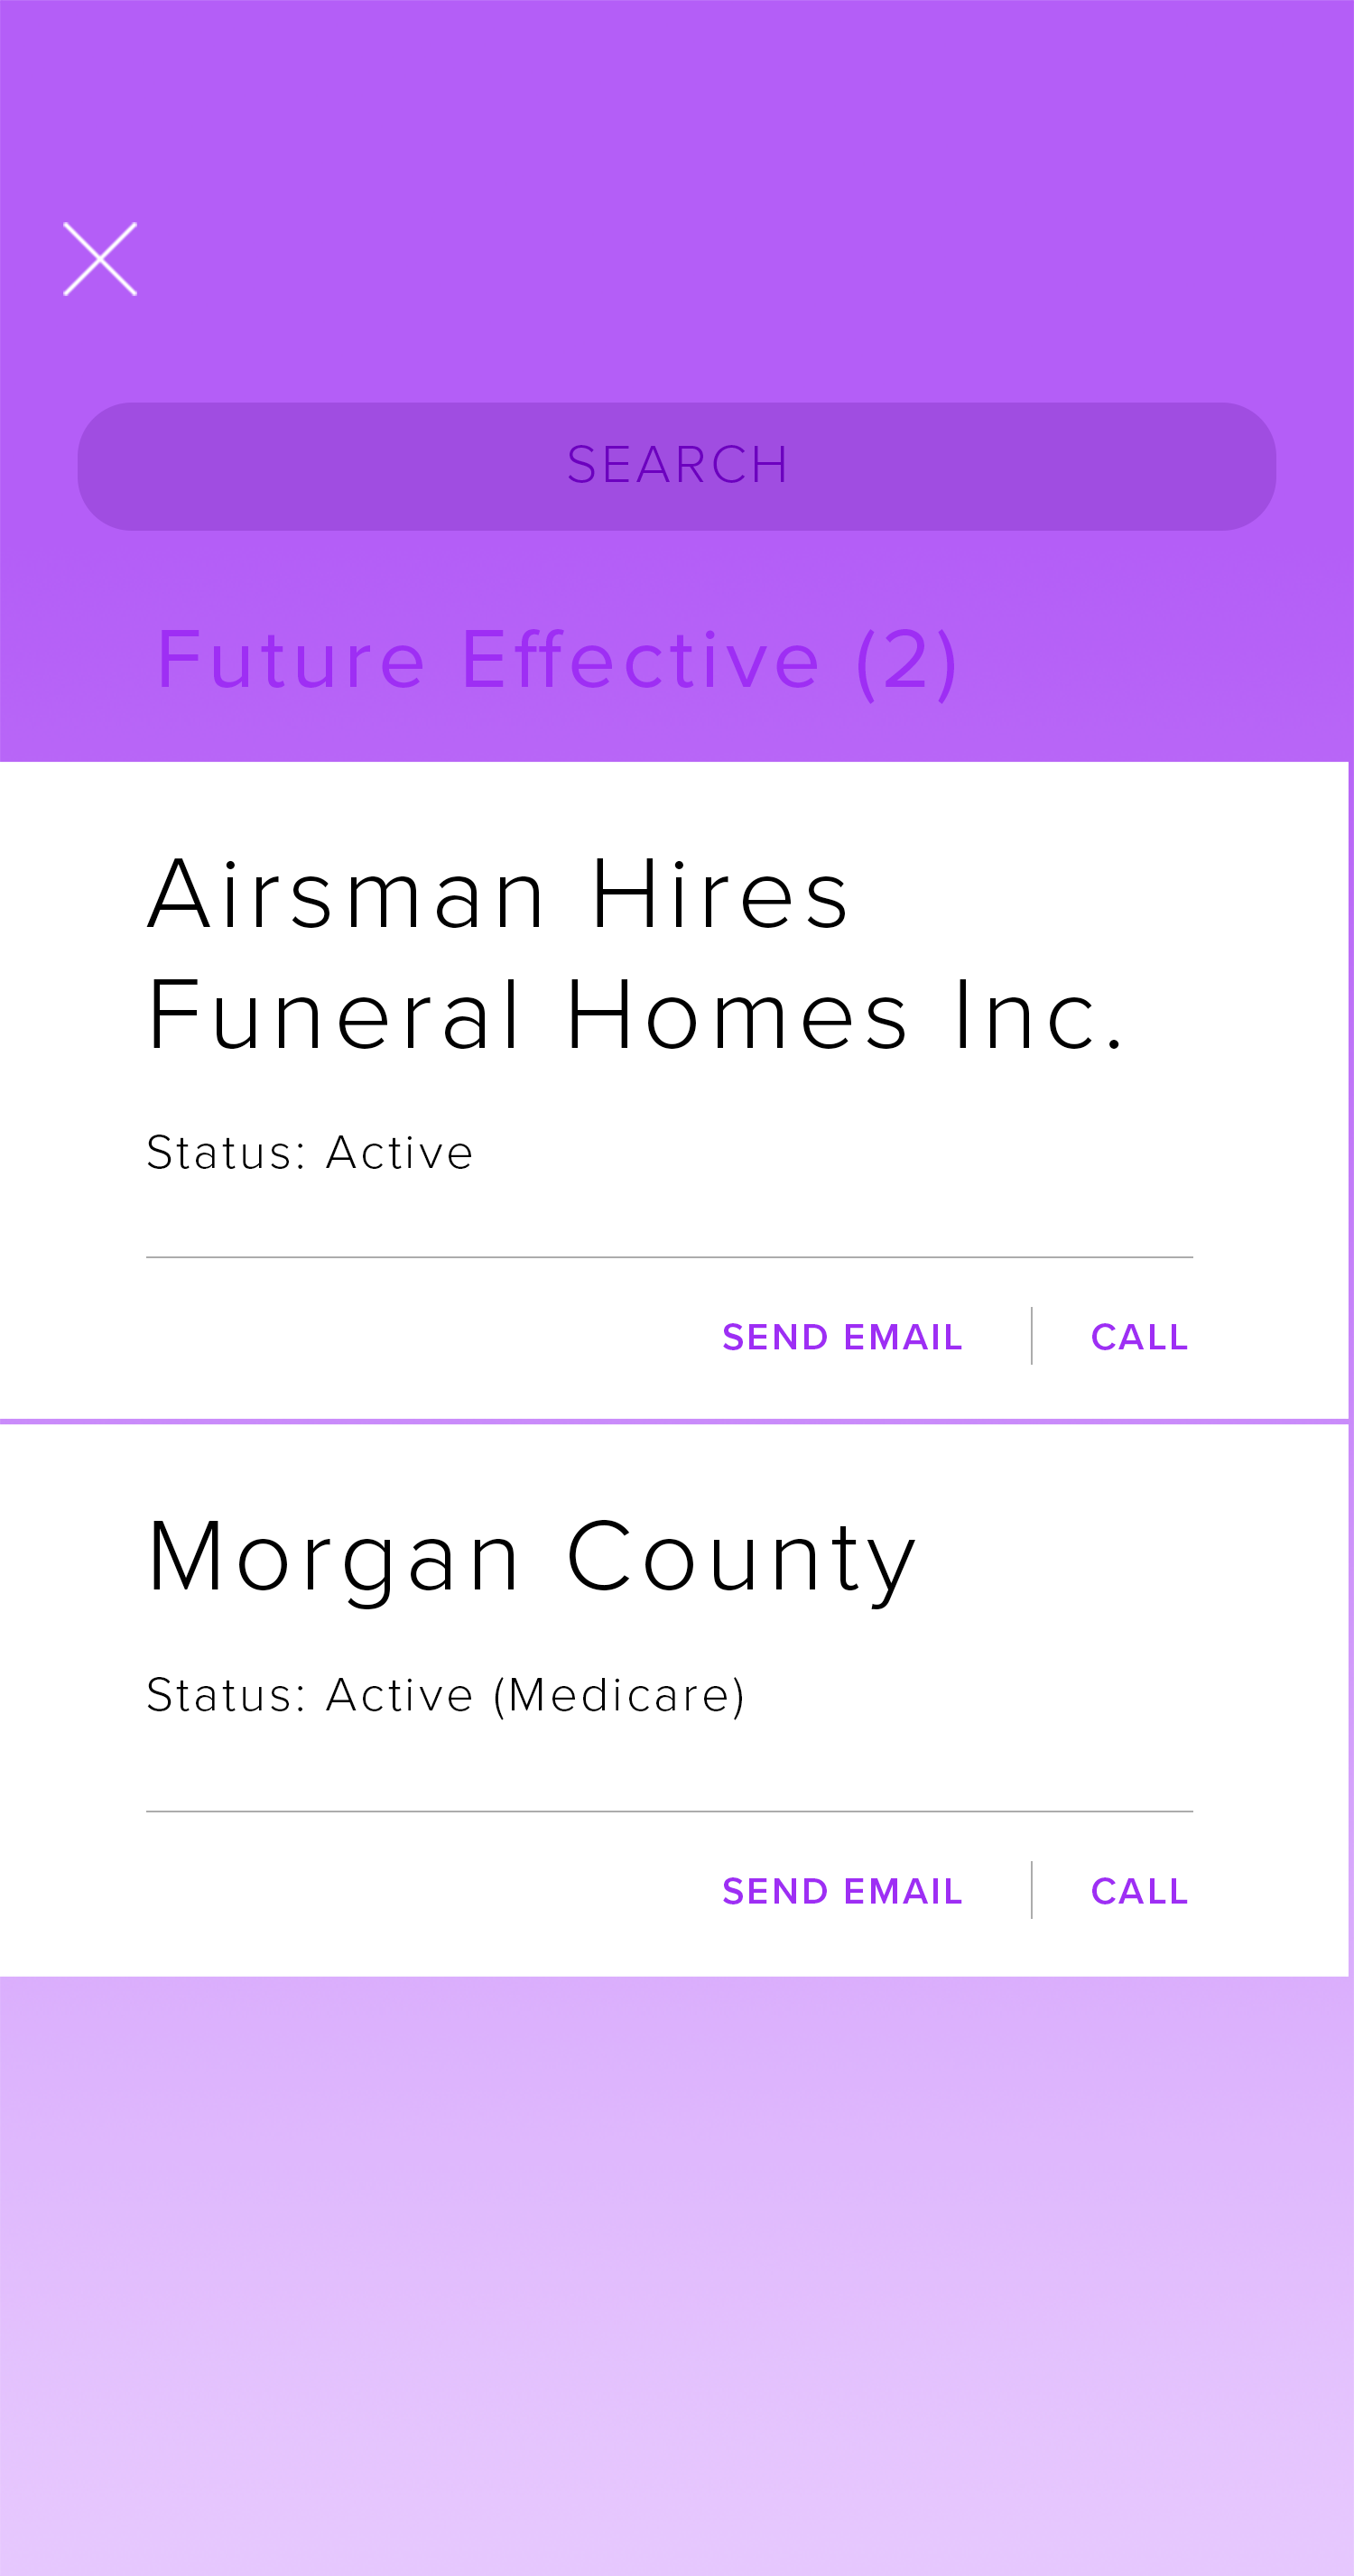 SEARCH
Future Effective (2)
Airsman Hires
Funeral Homes Inc.
Status: Active
SEND EMAIL
CALL
Morgan County
Status: Active (Medicare)
SEND EMAIL
CALL